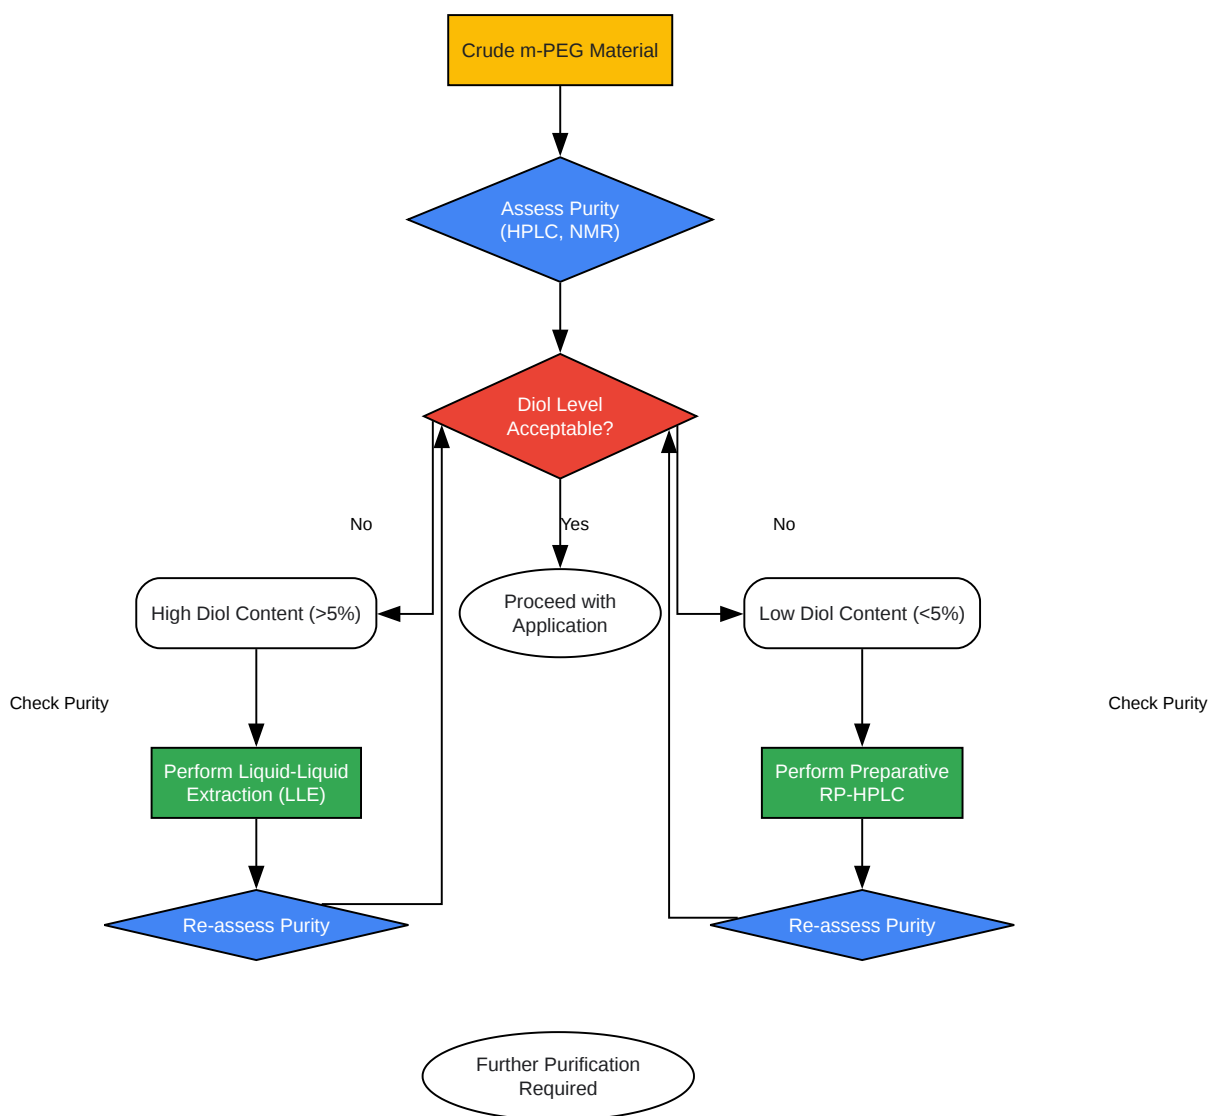 Crude m-PEG Material
Assess Purity
(HPLC, NMR)
Diol Level
Acceptable?
No
Yes
No
High Diol Content (>5%)
Proceed with
Application
Low Diol Content (<5%)
Check Purity
Check Purity
Perform Liquid-Liquid
Extraction (LLE)
Perform Preparative
RP-HPLC
Re-assess Purity
Re-assess Purity
Further Purification
Required